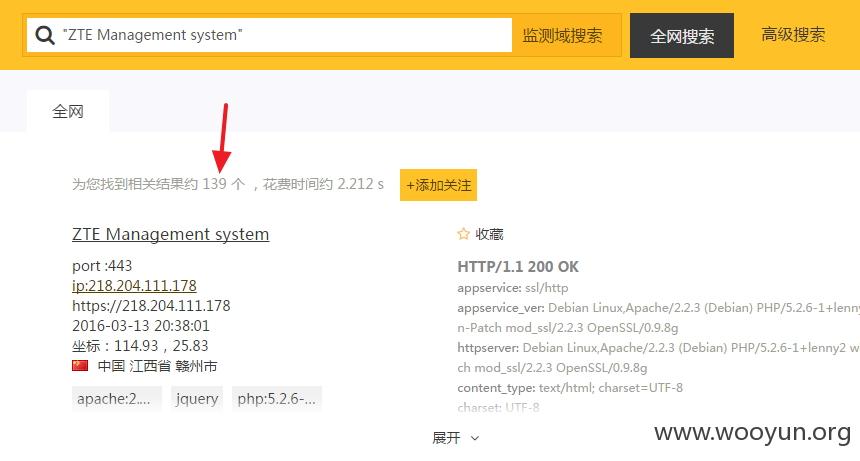 "ZTE Management system"
监测域搜索
全网搜索
高级搜索
全网
为您找到相关结果约 139 个 ，花费时间约 2.212 s
+添加关注
ZTE Management system
port :443
ip:218.204.111.178
https://218.204.111.178
2016-03-13 20:38:01
坐标：114.93，25.83
中国 江西省 赣州市
apache:2....
jquery
php:5.2.6-...
收藏
HTTP/1.1 200 OK
appservice: ssl/http
appservice_ver: Debian Linux,Apache/2.2.3 (Debian) PHP/5.2.6-1+lenny
n-Patch mod_ssl/2.2.3 OpenSSL/0.9.8g
httpserver: Debian Linux,Apache/2.2.3 (Debian) PHP/5.2.6-1+lenny2 w
ch mod_ssl/2.2.3 OpenSSL/0.9.8g
content_type: text/html; charset=UTF-8
charset: UTF-8
展开
www.wooyun.org